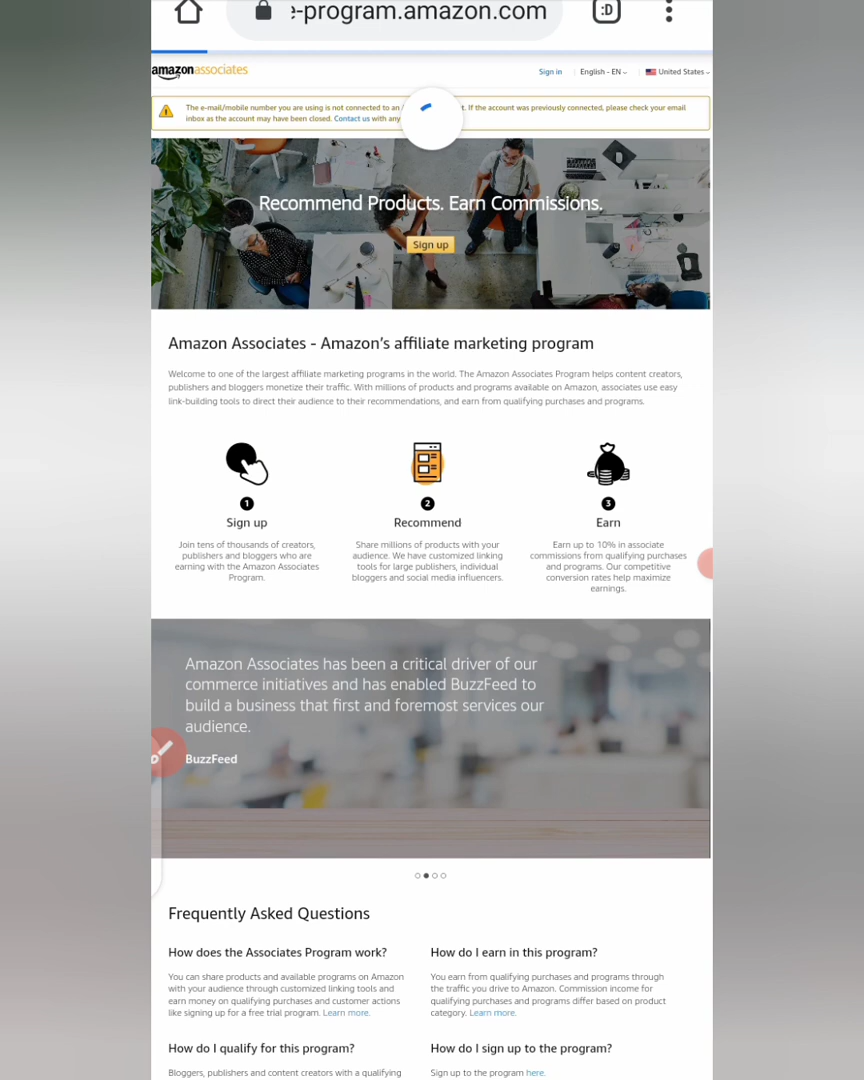 :D
e-program.amazon.com
amazonassociates
Sign in
English - EN
United States
The e-mail/mobile number you are using is not connected to an
t. If the account was previously connected, please check your email
inbox as the account may have been closed. Contact us with any
Recommend Products. Earn Commissions.
Sign up
Amazon Associates - Amazon's affiliate marketing program
Welcome to one of the largest affiliate marketing programs in the world. The Amazon Associates Program helps content creators,
publishers and bloggers monetize their traffic. With millions of products and programs available on Amazon, associates use easy
link-building tools to direct their audience to their recommendations, and earn from qualifying purchases and programs.
1
Sign up
Join tens of thousands of creators,
publishers and bloggers who are
earning with the Amazon Associates
Program.
2
Recommend
Share millions of products with your
audience. We have customized linking
tools for large publishers, individual
bloggers and social media influencers.
3
Earn
Earn up to 10% in associate
commissions from qualifying purchases
and programs. Our competitive
conversion rates help maximize
earnings.
Amazon Associates has been a critical driver of our
commerce initiatives and has enabled BuzzFeed to
build a business that first and foremost services our
audience.
BuzzFeed
Frequently Asked Questions
How does the Associates Program work?
You can share products and available programs on Amazon
with your audience through customized linking tools and
earn money on qualifying purchases and customer actions
like signing up for a free trial program. Learn more.
How do I earn in this program?
You earn from qualifying purchases and programs through
the traffic you drive to Amazon. Commission income for
qualifying purchases and programs differ based on product
category. Learn more.
How do I qualify for this program?
Bloggers, publishers and content creators with a qualifying
How do I sign up to the program?
Sign up to the program here.